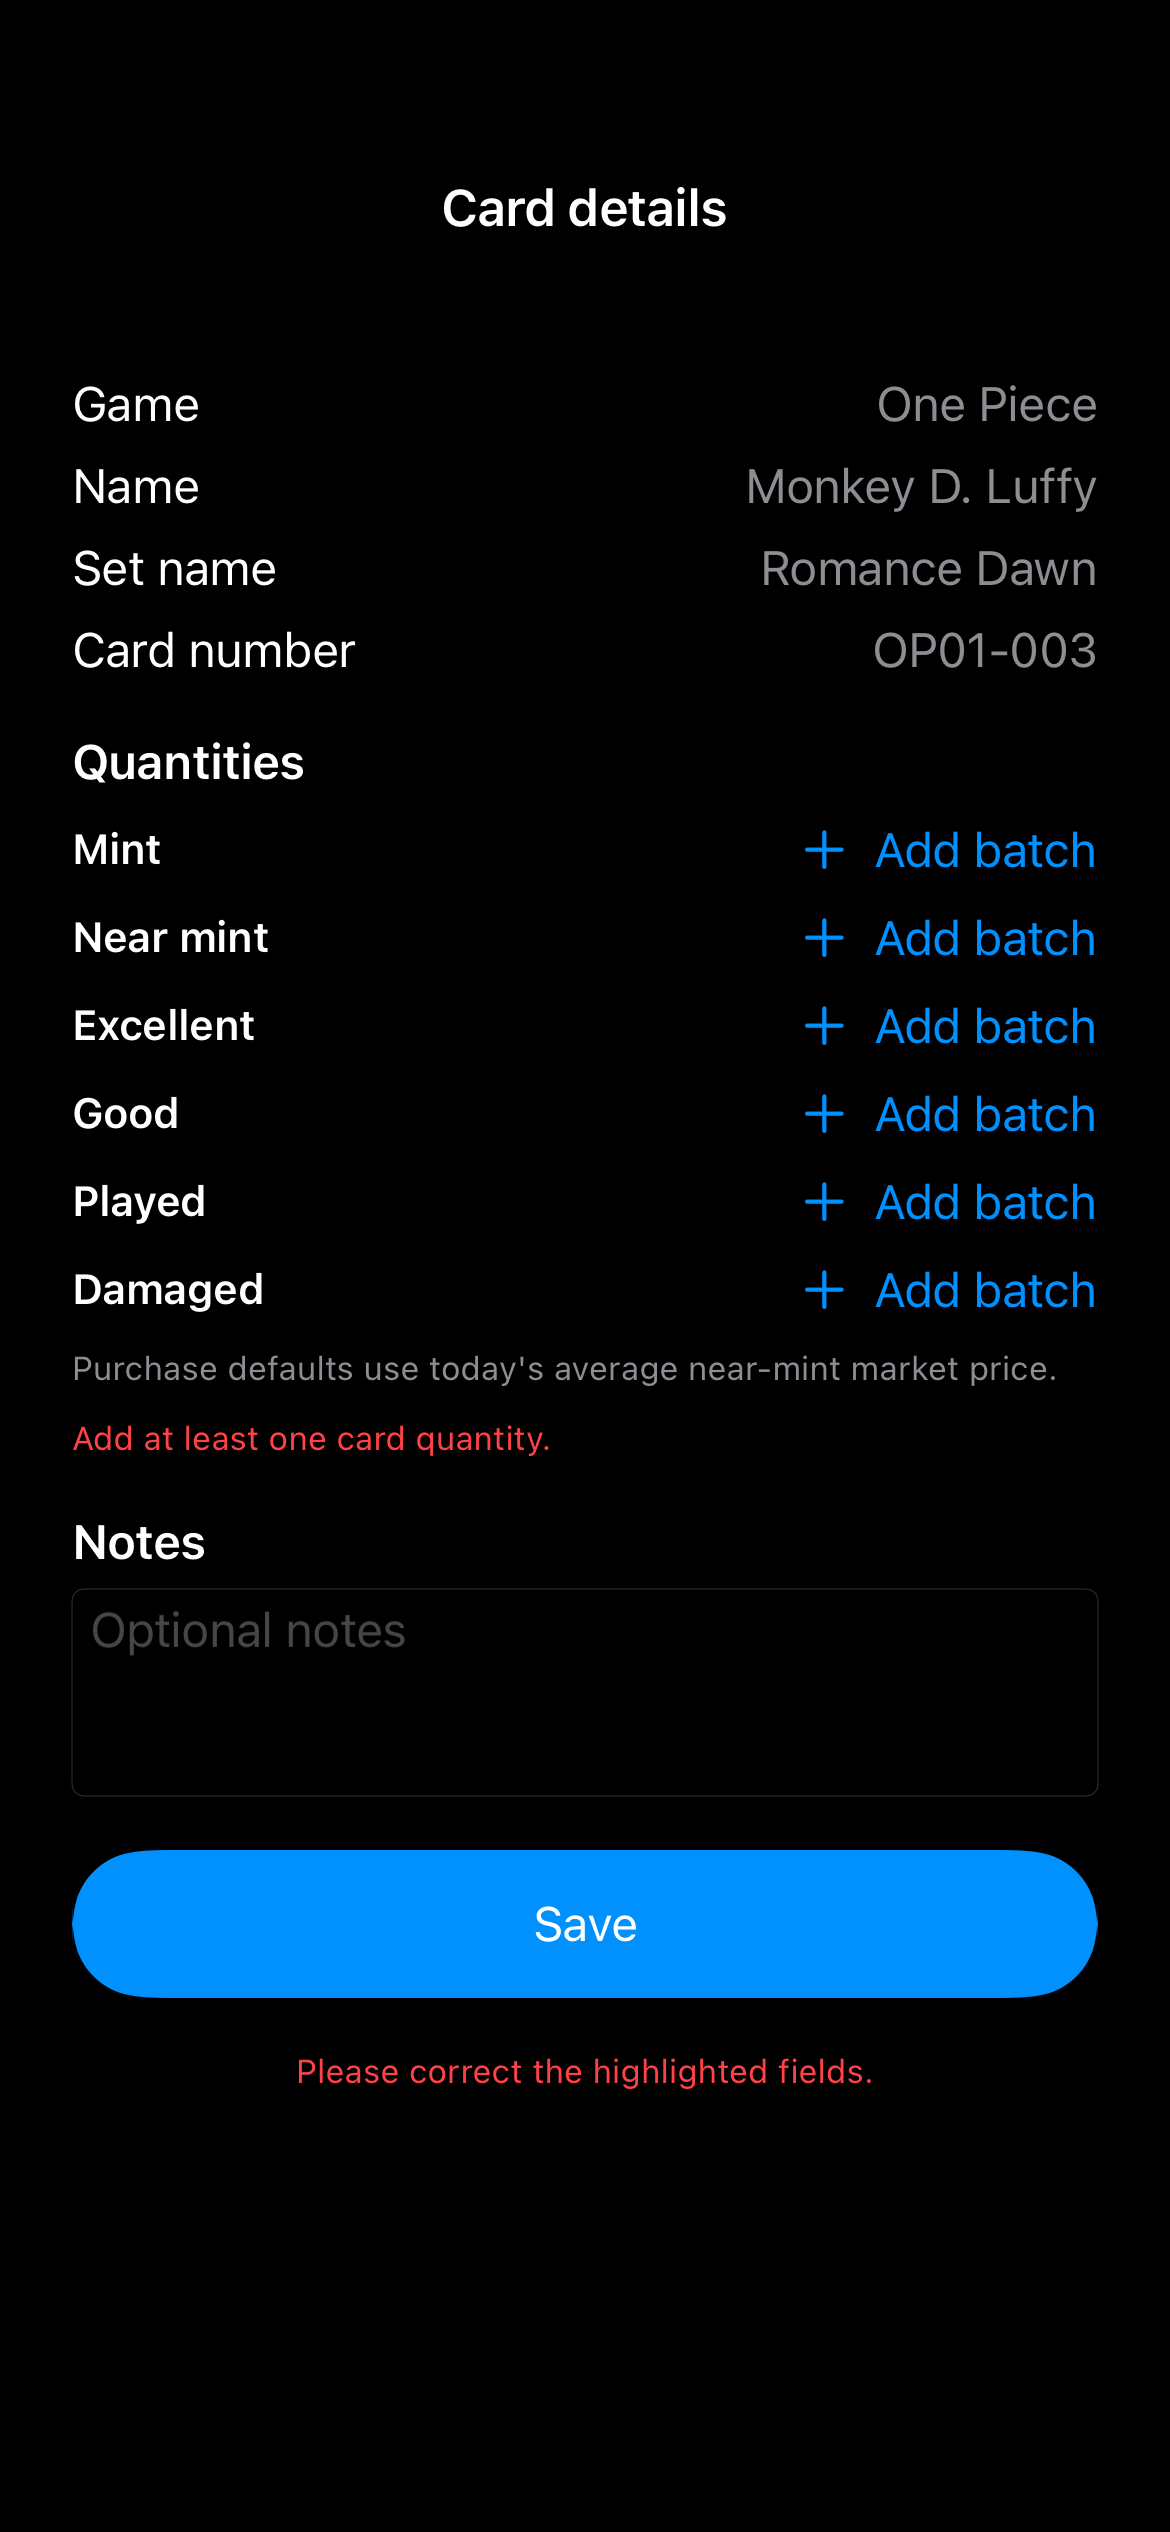 Card details
Game One Piece
Name Monkey D. Luffy
Set name Romance Dawn
Card number OP01-003
Quantities
Mint + Add batch
Near mint + Add batch
Excellent + Add batch
Good + Add batch
Played + Add batch
Damaged + Add batch
Purchase defaults use today's average near-mint market price.
Add at least one card quantity.
Notes
Optional notes
Save
Please correct the highlighted fields.